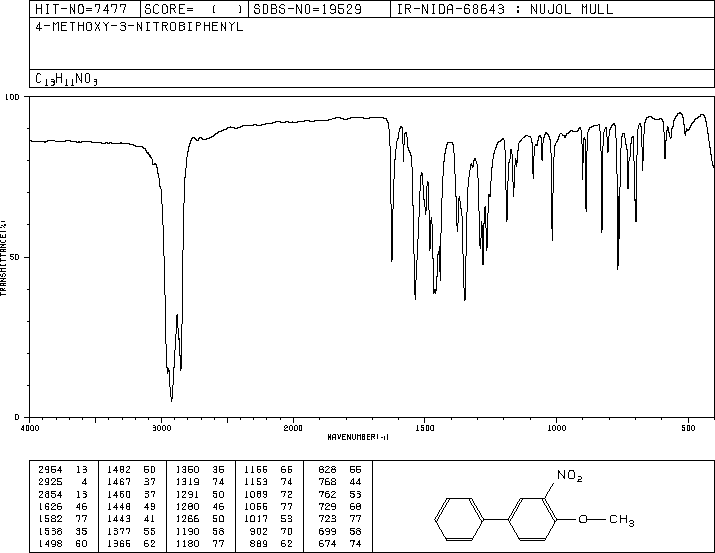 HIT-NO=7477 SCORE= ( ) SDBS-NO=19529 IR-NIDA-68643 : NUJOL MULL
4-METHOXY-3-NITROBIPHENYL
C13H11NO3
100
50
0
TRANSMITTANCE(%)
4000 3000 2000 1500 1000 500
WAVENUMBER(-1)
2954 13 1482 50 1350 35 1155 66 828 55
2925 4 1467 37 1319 74 1153 74 768 44
2854 13 1460 37 1291 50 1089 72 762 53
1626 46 1448 49 1280 46 1056 77 729 68
1582 77 1443 41 1266 50 1017 53 723 77
1538 35 1377 55 1190 58 902 70 699 58
1498 60 1366 62 1180 77 889 62 674 74
NO2
O
CH3